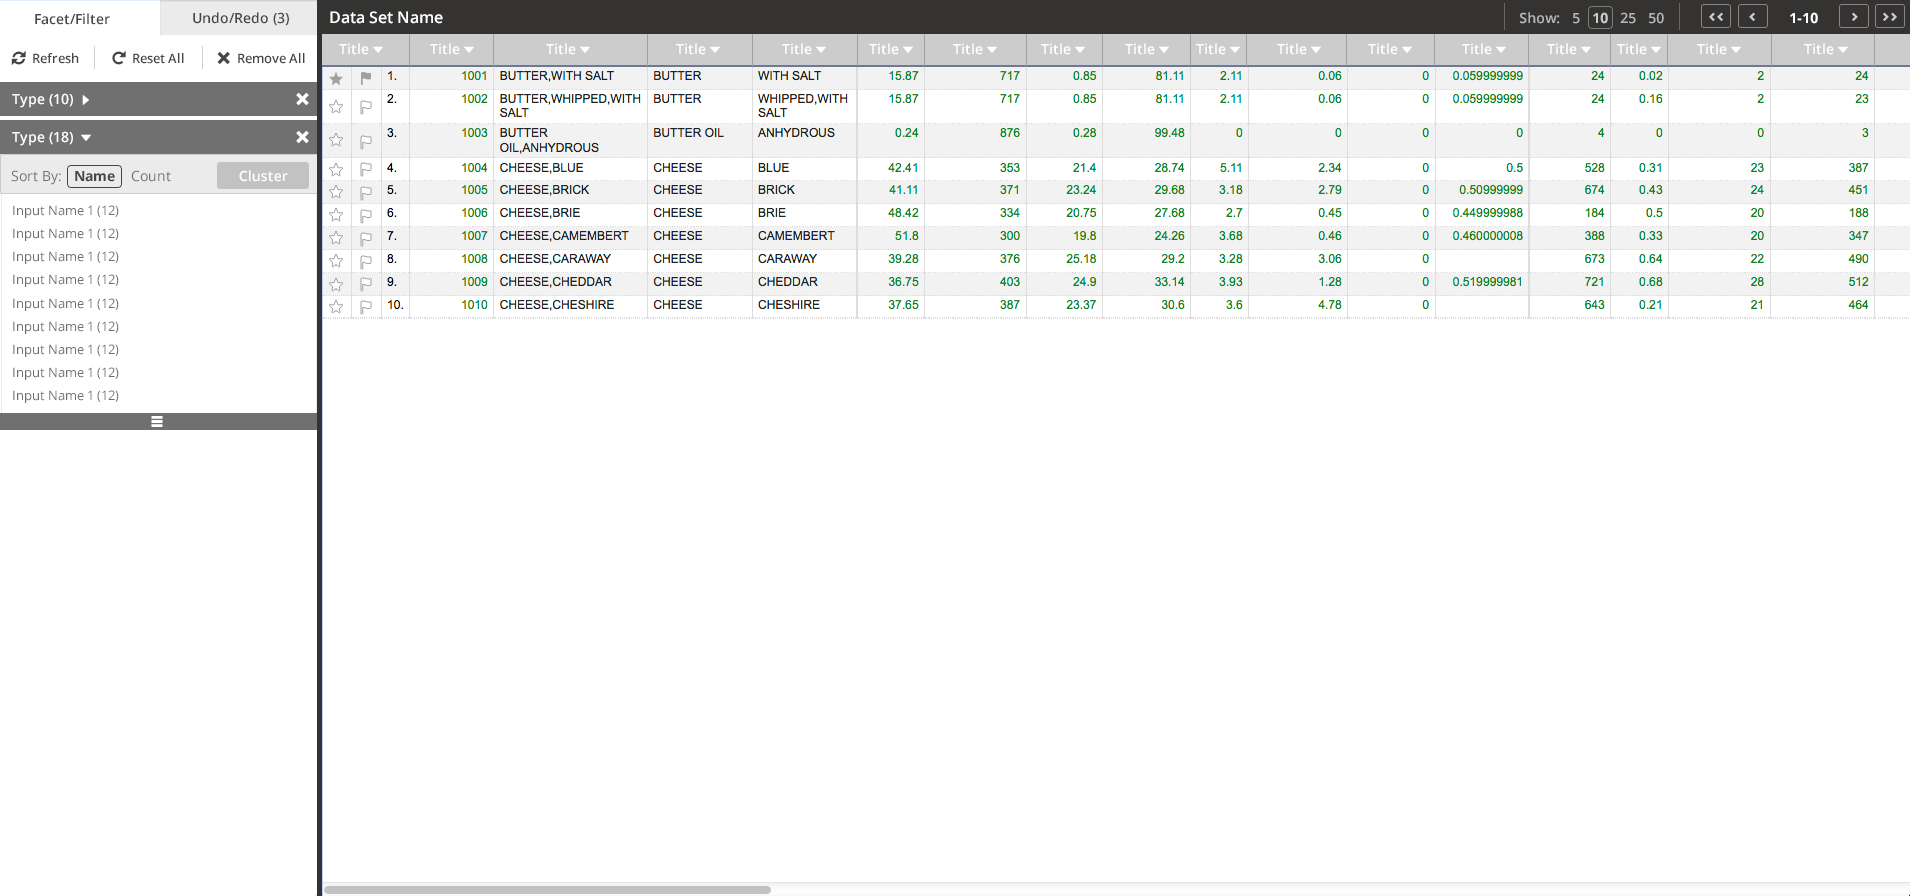 Facet/Filter Undo/Redo (3)
Refresh Reset All Remove All
Type (10)
Type (18)
Sort By: Name Count Cluster
Input Name 1 (12)
Input Name 1 (12)
Input Name 1 (12)
Input Name 1 (12)
Input Name 1 (12)
Input Name 1 (12)
Input Name 1 (12)
Input Name 1 (12)
Input Name 1 (12)
Data Set Name Show: 5 10 25 50 << < 1-10 > >>
Title Title Title Title Title Title Title Title Title Title Title Title Title Title Title Title Title
1. 1001 BUTTER,WITH SALT BUTTER WITH SALT 15.87 717 0.85 81.11 2.11 0.06 0 0.059999999 24 0.02 2 24
2. 1002 BUTTER,WHIPPED,WITH BUTTER WHIPPED,WITH 15.87 717 0.85 81.11 2.11 0.06 0 0.059999999 24 0.16 2 23
SALT SALT
3. 1003 BUTTER BUTTER OIL ANHYDROUS 0.24 876 0.28 99.48 0 0 0 0 4 0 0 3
OIL,ANHYDROUS
4. 1004 CHEESE,BLUE CHEESE BLUE 42.41 353 21.4 28.74 5.11 2.34 0 0.5 528 0.31 23 387
5. 1005 CHEESE,BRICK CHEESE BRICK 41.11 371 23.24 29.68 3.18 2.79 0 0.50999999 674 0.43 24 451
6. 1006 CHEESE,BRIE CHEESE BRIE 48.42 334 20.75 27.68 2.7 0.45 0 0.449999988 184 0.5 20 188
7. 1007 CHEESE,CAMEMBERT CHEESE CAMEMBERT 51.8 300 19.8 24.26 3.68 0.46 0 0.460000008 388 0.33 20 347
8. 1008 CHEESE,CARAWAY CHEESE CARAWAY 39.28 376 25.18 29.2 3.28 3.06 0 673 0.64 22 490
9. 1009 CHEESE,CHEDDAR CHEESE CHEDDAR 36.75 403 24.9 33.14 3.93 1.28 0 0.519999981 721 0.68 28 512
10. 1010 CHEESE,CHESHIRE CHEESE CHESHIRE 37.65 387 23.37 30.6 3.6 4.78 0 643 0.21 21 464